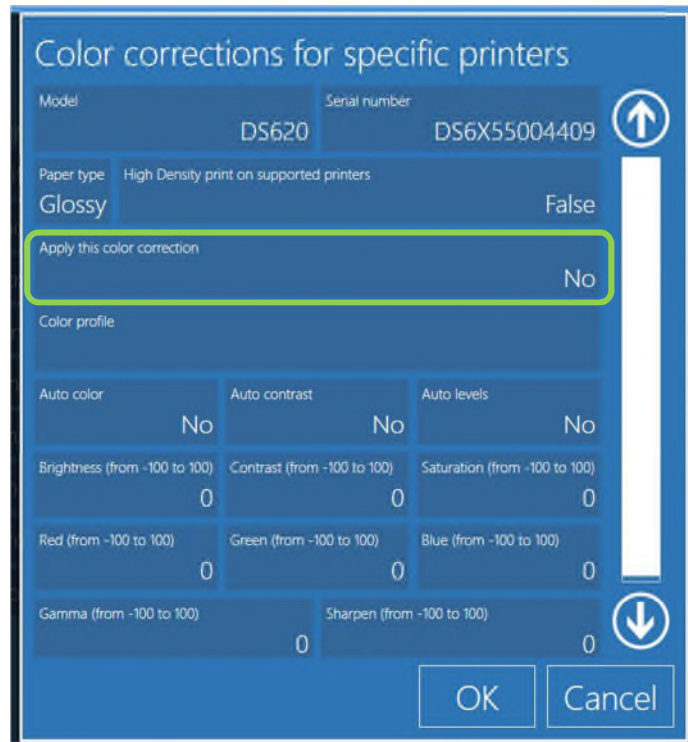 Color corrections for specific printers
Model Serial number
DS620 DS6X55004409
Paper type High Density print on supported printers
Glossy False
Apply this color correction
No
Color profile
Auto color Auto contrast Auto levels
No No No
Brightness (from -100 to 100) Contrast (from -100 to 100) Saturation (from -100 to 100)
0 0 0
Red (from -100 to 100) Green (from -100 to 100) Blue (from -100 to 100)
0 0 0
Gamma (from -100 to 100) Sharpen (from -100 to 100)
0 0
OK Cancel